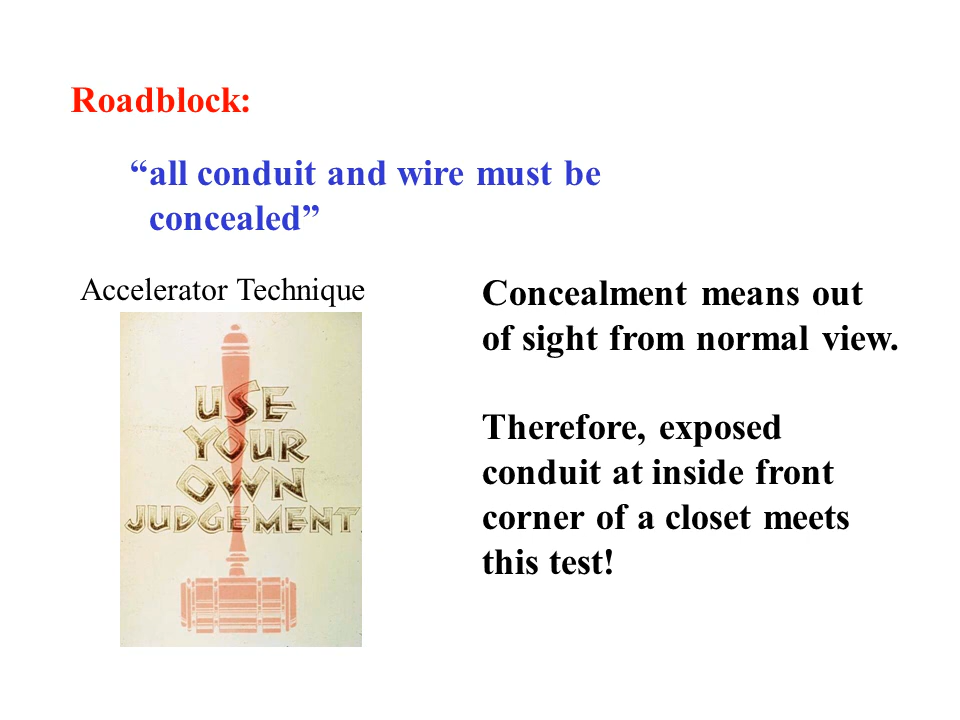 Roadblock:
“all conduit and wire must be
concealed”
Accelerator Technique
USE
YOUR
OWN
JUDGEMENT
Concealment means out
of sight from normal view.
Therefore, exposed
conduit at inside front
corner of a closet meets
this test!